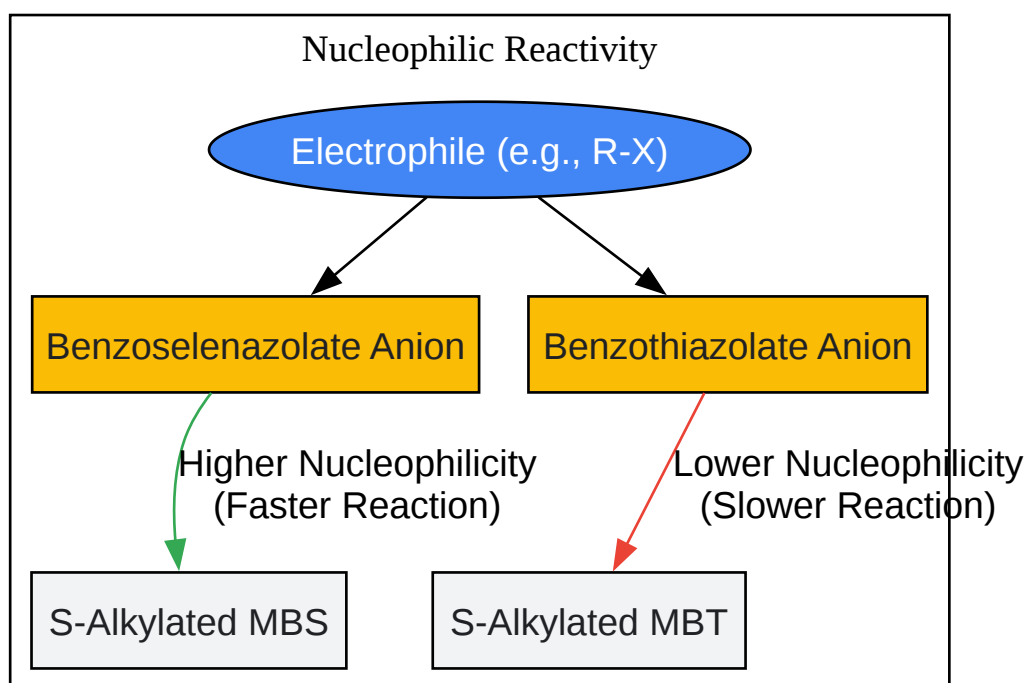 Nucleophilic Reactivity
Electrophile (e.g., R-X)
Benzoselenazolate Anion
Benzothiazolate Anion
Higher Nucleophilicity
(Faster Reaction)
Lower Nucleophilicity
(Slower Reaction)
S-Alkylated MBS
S-Alkylated MBT